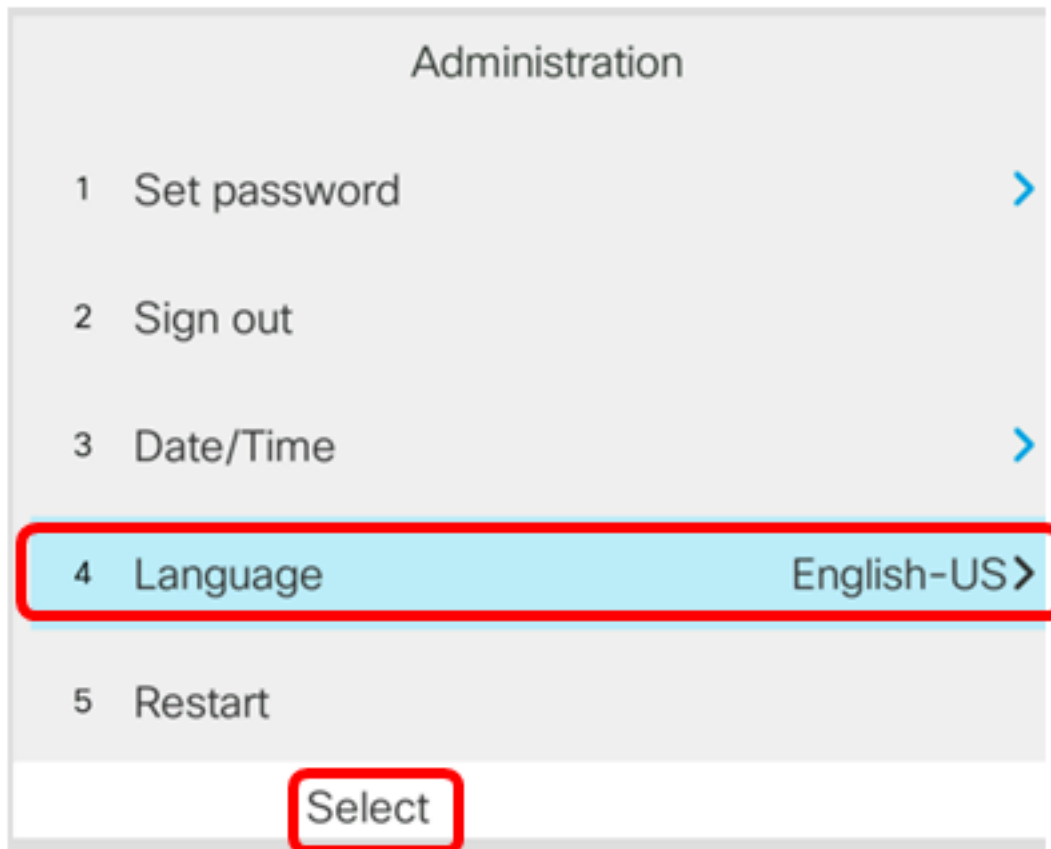 Administration
1 Set password
2 Sign out
3 Date/Time
4 Language English-US
5 Restart
Select